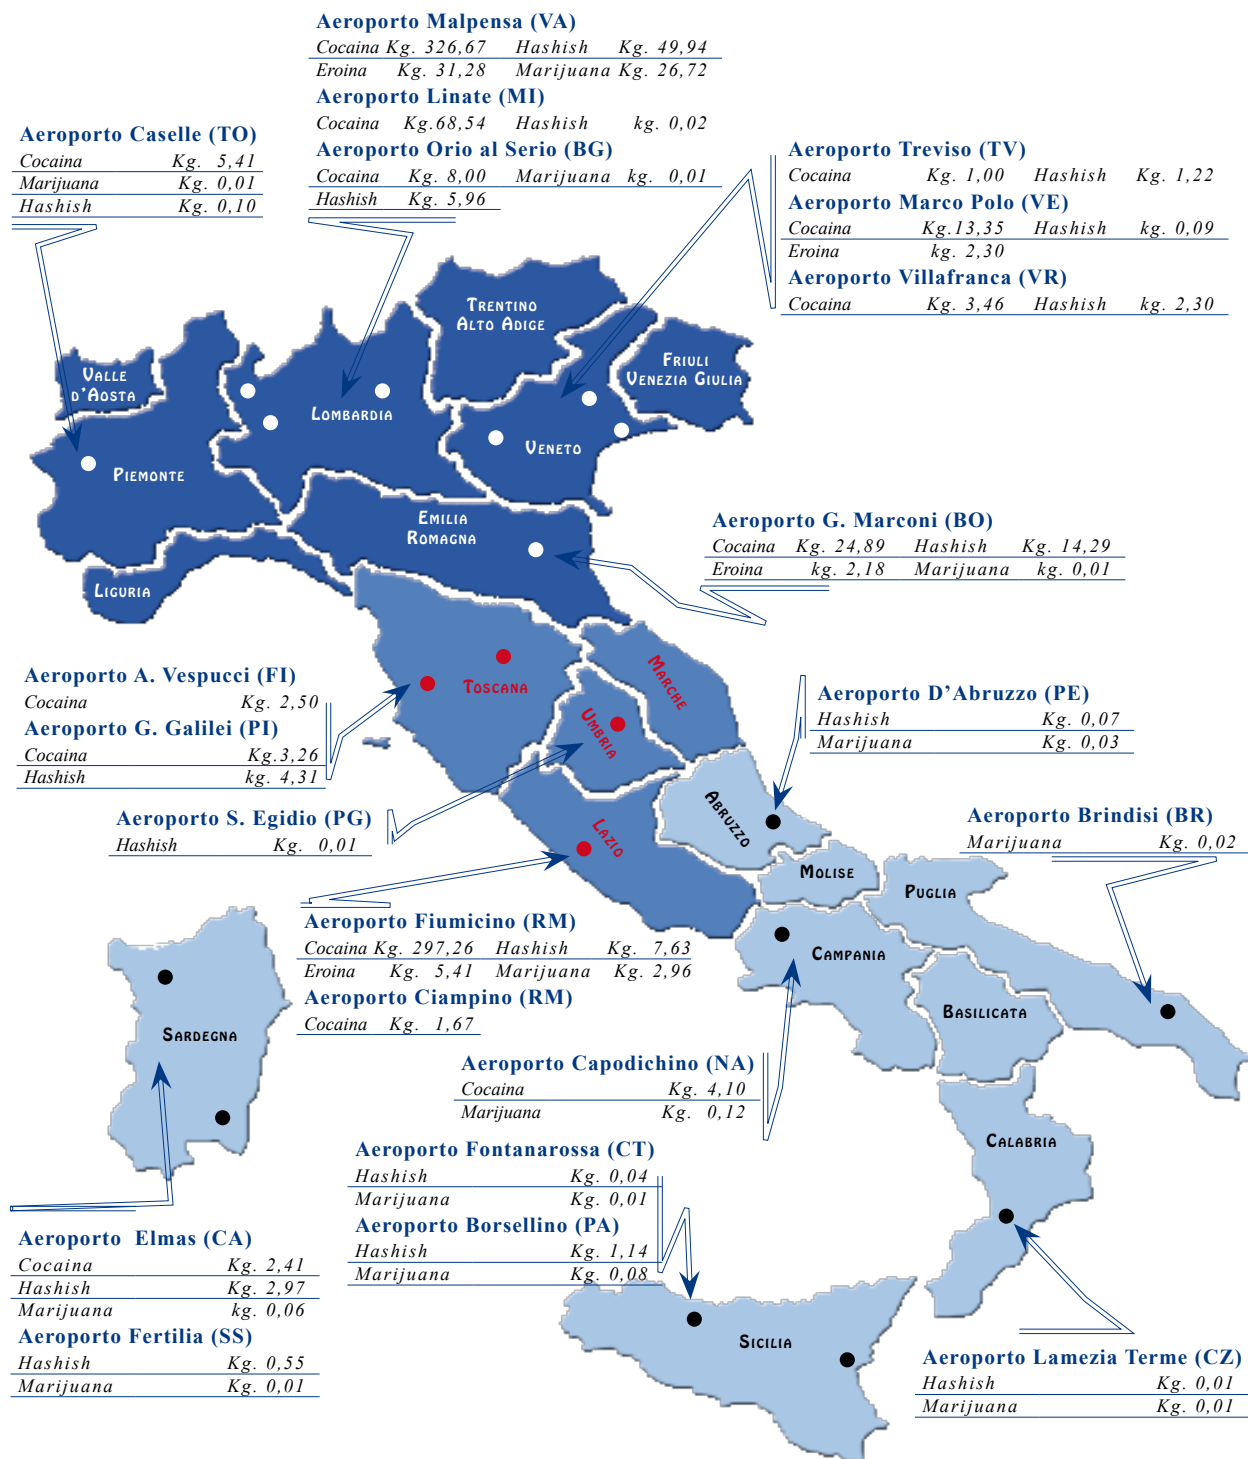 Aeroporto Malpensa (VA)
Cocaina Kg. 326,67 Hashish Kg. 49,94
Eroina Kg. 31,28 Marijuana Kg. 26,72
Aeroporto Linate (MI)
Cocaina Kg.68,54 Hashish kg. 0,02
Aeroporto Orio al Serio (BG)
Cocaina Kg. 8,00 Marijuana kg. 0,01
Hashish Kg. 5,96
Aeroporto Caselle (TO)
Cocaina Kg. 5,41
Marijuana Kg. 0,01
Hashish Kg. 0,10
Aeroporto Treviso (TV)
Cocaina Kg. 1,00 Hashish Kg. 1,22
Aeroporto Marco Polo (VE)
Cocaina Kg.13,35 Hashish kg. 0,09
Eroina kg. 2,30
Aeroporto Villafranca (VR)
Cocaina Kg. 3,46 Hashish kg. 2,30
Trentino
Alto Adige
Friuli
Venezia Giulia
Valle
d'Aosta
Lombardia
Veneto
Piemonte
Emilia
Romagna
Liguria
Aeroporto G. Marconi (BO)
Cocaina Kg. 24,89 Hashish Kg. 14,29
Eroina kg. 2,18 Marijuana kg. 0,01
Aeroporto A. Vespucci (FI)
Cocaina Kg. 2,50
Aeroporto G. Galilei (PI)
Cocaina Kg.3,26
Hashish kg. 4,31
Toscana
Marche
Umbria
Aeroporto D'Abruzzo (PE)
Hashish Kg. 0,07
Marijuana Kg. 0,03
Aeroporto S. Egidio (PG)
Hashish Kg. 0,01
Lazio
Abruzzo
Molise
Puglia
Aeroporto Brindisi (BR)
Marijuana Kg. 0,02
Aeroporto Fiumicino (RM)
Cocaina Kg. 297,26 Hashish Kg. 7,63
Eroina Kg. 5,41 Marijuana Kg. 2,96
Aeroporto Ciampino (RM)
Cocaina Kg. 1,67
Campania
Basilicata
Sardegna
Aeroporto Capodichino (NA)
Cocaina Kg. 4,10
Marijuana Kg. 0,12
Calabria
Aeroporto Fontanarossa (CT)
Hashish Kg. 0,04
Marijuana Kg. 0,01
Aeroporto Borsellino (PA)
Hashish Kg. 1,14
Marijuana Kg. 0,08
Aeroporto Elmas (CA)
Cocaina Kg. 2,41
Hashish Kg. 2,97
Marijuana kg. 0,06
Aeroporto Fertilia (SS)
Hashish Kg. 0,55
Marijuana Kg. 0,01
Sicilia
Aeroporto Lamezia Terme (CZ)
Hashish Kg. 0,01
Marijuana Kg. 0,01